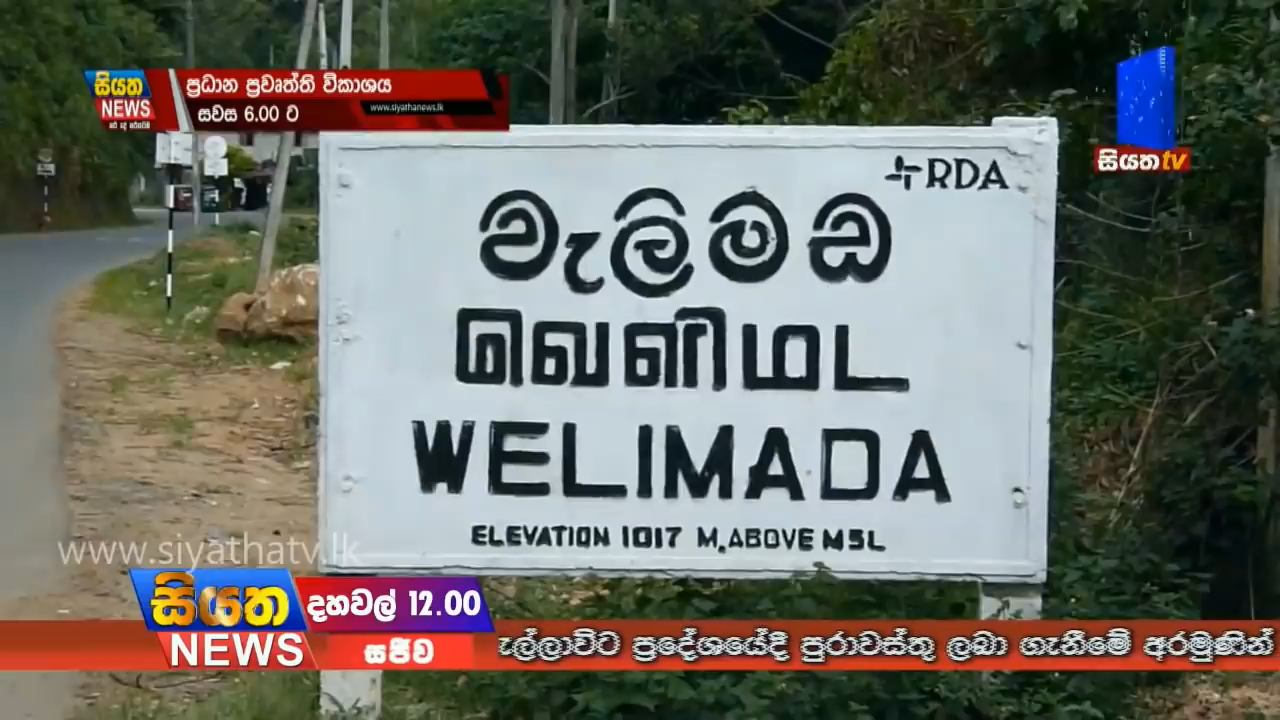 සියත
NEWS
ප්‍රධාන ප්‍රවෘත්ති විකාශය
www.siyathanews.lk
සවස 6.00 ට
සියත tv
RDA
වැලිමඩ
வெளிமட
WELIMADA
ELEVATION 1017 M. ABOVE MSL
www.siyathatv.lk
සියත
NEWS
දහවල් 12.00
සජීව
ැල්ලාවිට ප්‍රදේශයේදී පුරාවස්තු ලබා ගැනීමේ අරමුණින්